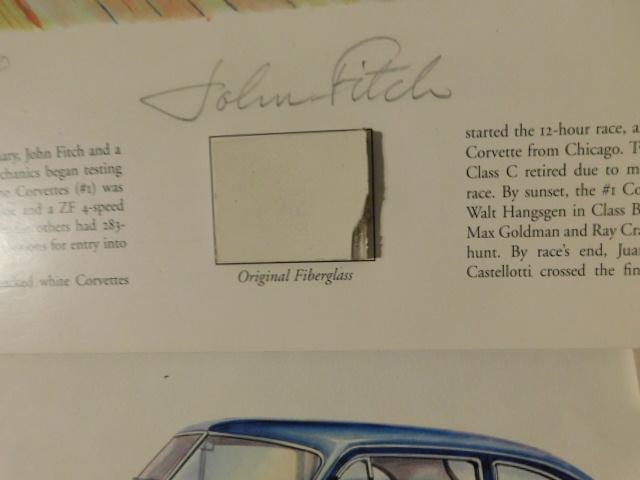 John Fitch
ary, John Fitch and a
chanics began testing
e Corvettes (#1) was
and a ZF 4-speed
others had 283-
ons for entry into
acked white Corvettes
Original Fiberglass
started the 12-hour race, a
Corvette from Chicago. T
Class C retired due to m
race. By sunset, the #1 Co
Walt Hangsgen in Class B
Max Goldman and Ray Cra
hunt. By race's end, Jua
Castellotti crossed the fin